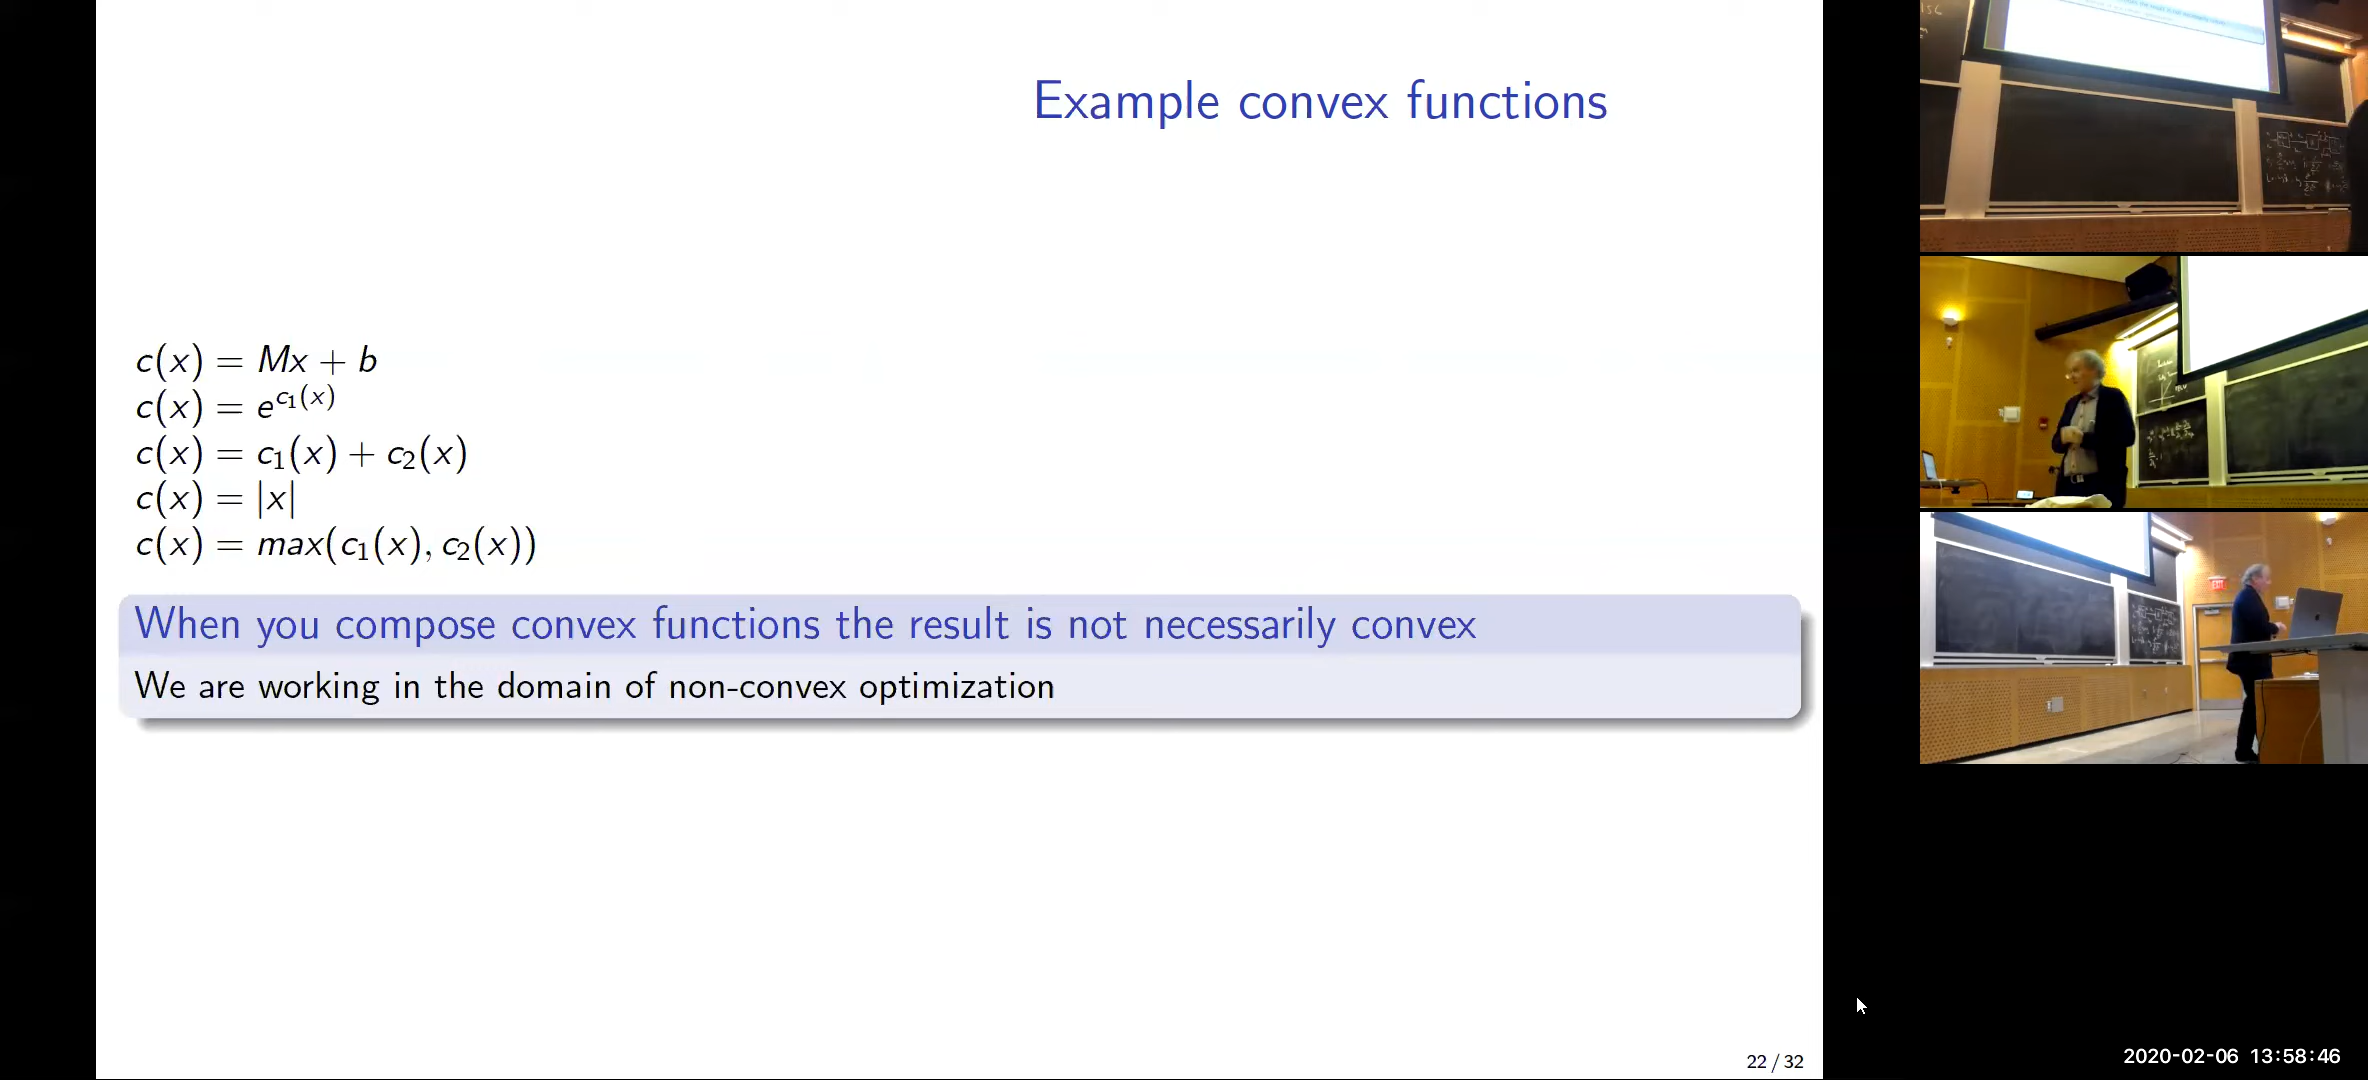 Example convex functions
c(x) = Mx + b
c(x) = e^{c₁(x)}
c(x) = c₁(x) + c₂(x)
c(x) = |x|
c(x) = max(c₁(x), c₂(x))
When you compose convex functions the result is not necessarily convex
We are working in the domain of non-convex optimization
22 / 32
EXIT
2020-02-06 13:58:46